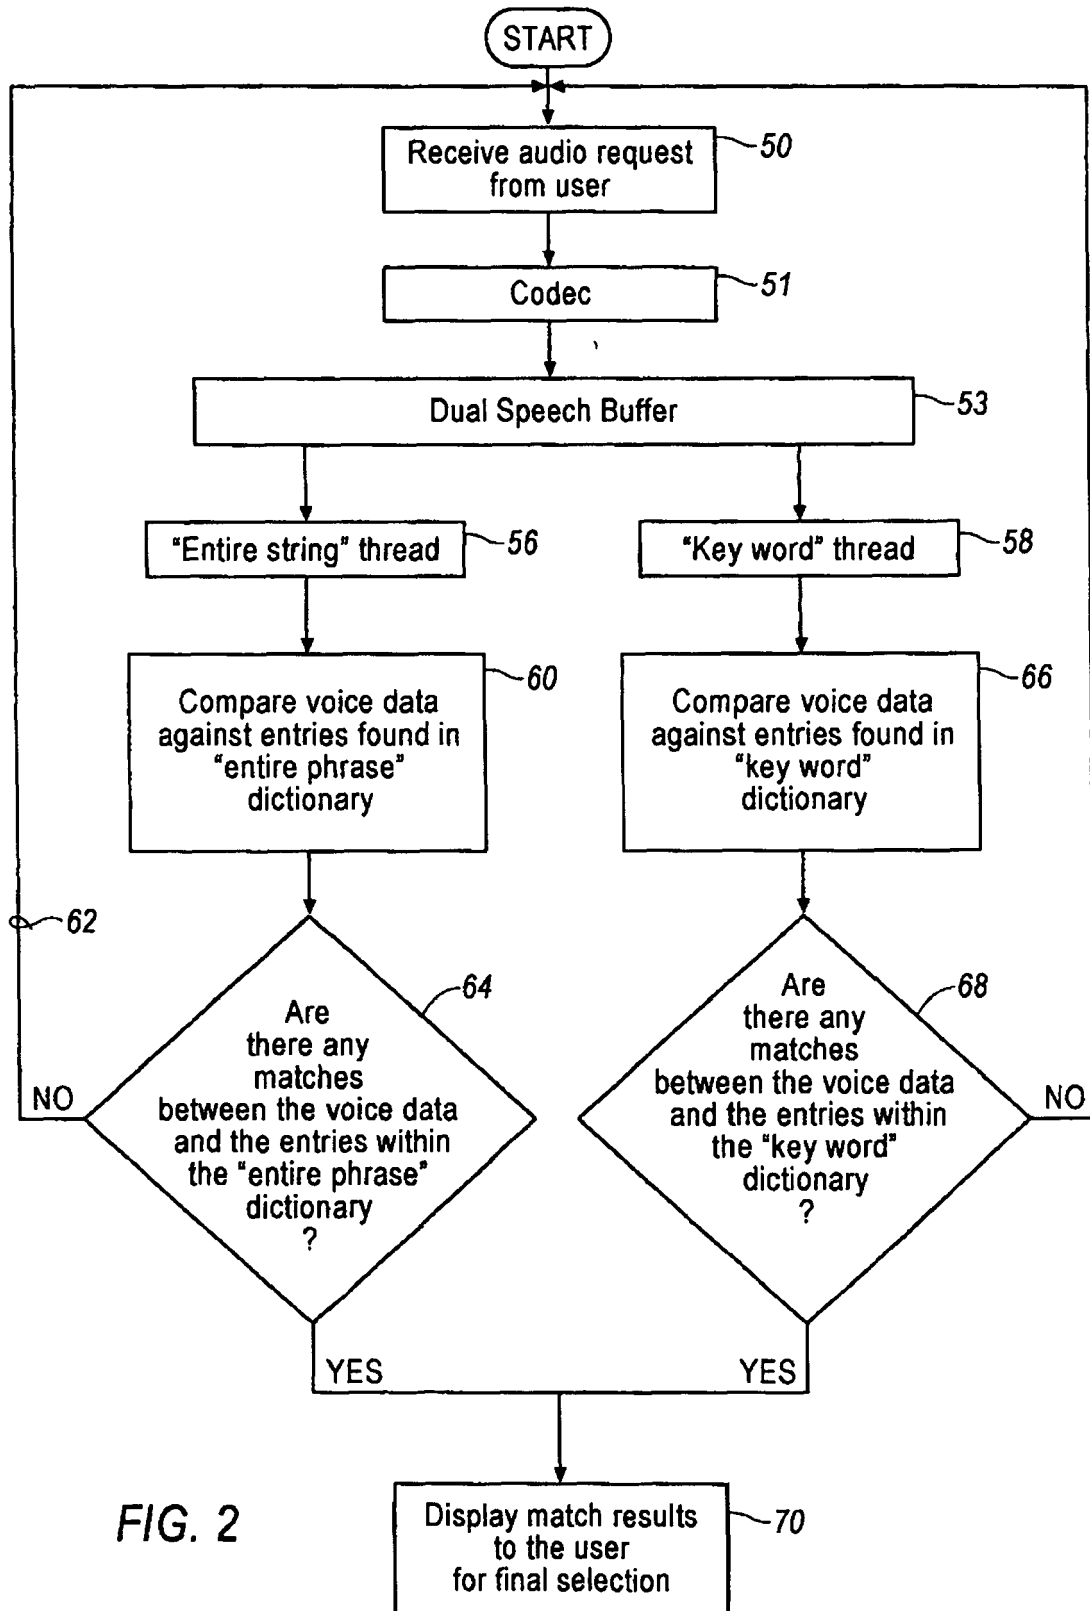 START
Receive audio request
from user
50
Codec
51
Dual Speech Buffer
53
"Entire string" thread
56
"Key word" thread
58
Compare voice data
against entries found in
"entire phrase"
dictionary
60
Compare voice data
against entries found in
"key word"
dictionary
66
62
Are
there any
matches
between the voice data
and the entries within
the "entire phrase"
dictionary
?
64
NO
Are
there any
matches
between the voice data
and the entries within
the "key word"
dictionary
?
68
NO
YES
YES
Display match results
to the user
for final selection
70
FIG. 2